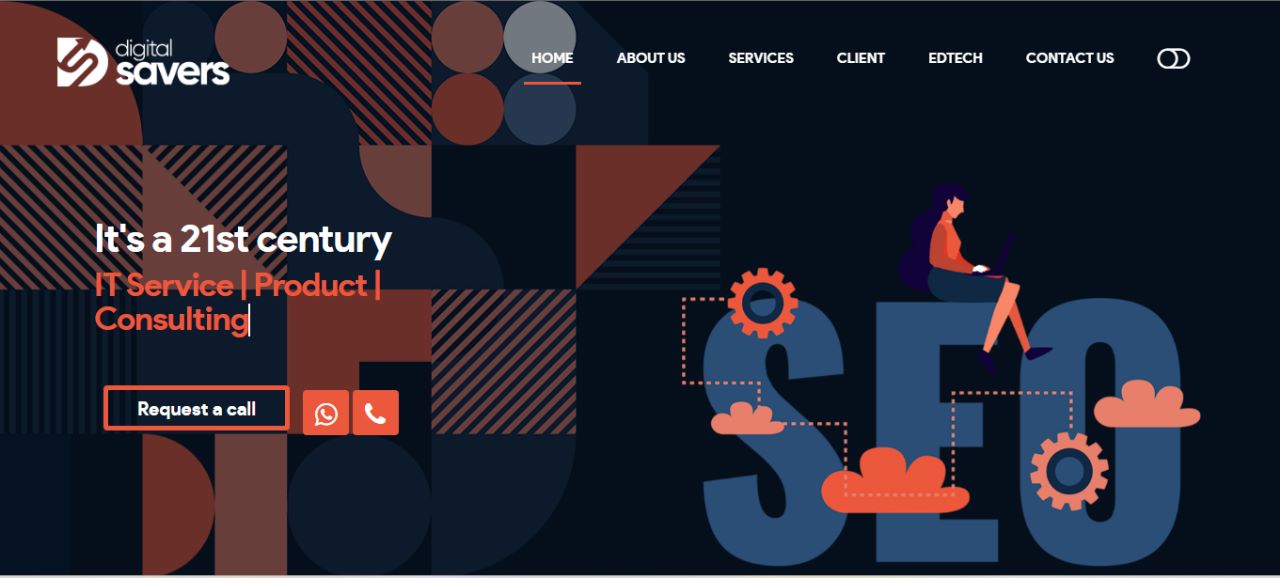 digital
savers
HOME ABOUT US SERVICES CLIENT EDTECH CONTACT US
It's a 21st century
IT Service | Product |
Consulting
Request a call
SEO